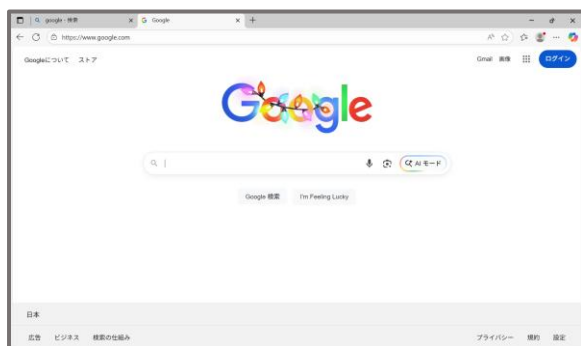 google - 検索
Google
https://www.google.com
Googleについて ストア
Gmail 画像
ログイン
Google
AI モード
Google 検索 I'm Feeling Lucky
日本
広告 ビジネス 検索の仕組み
プライバシー 規約 設定